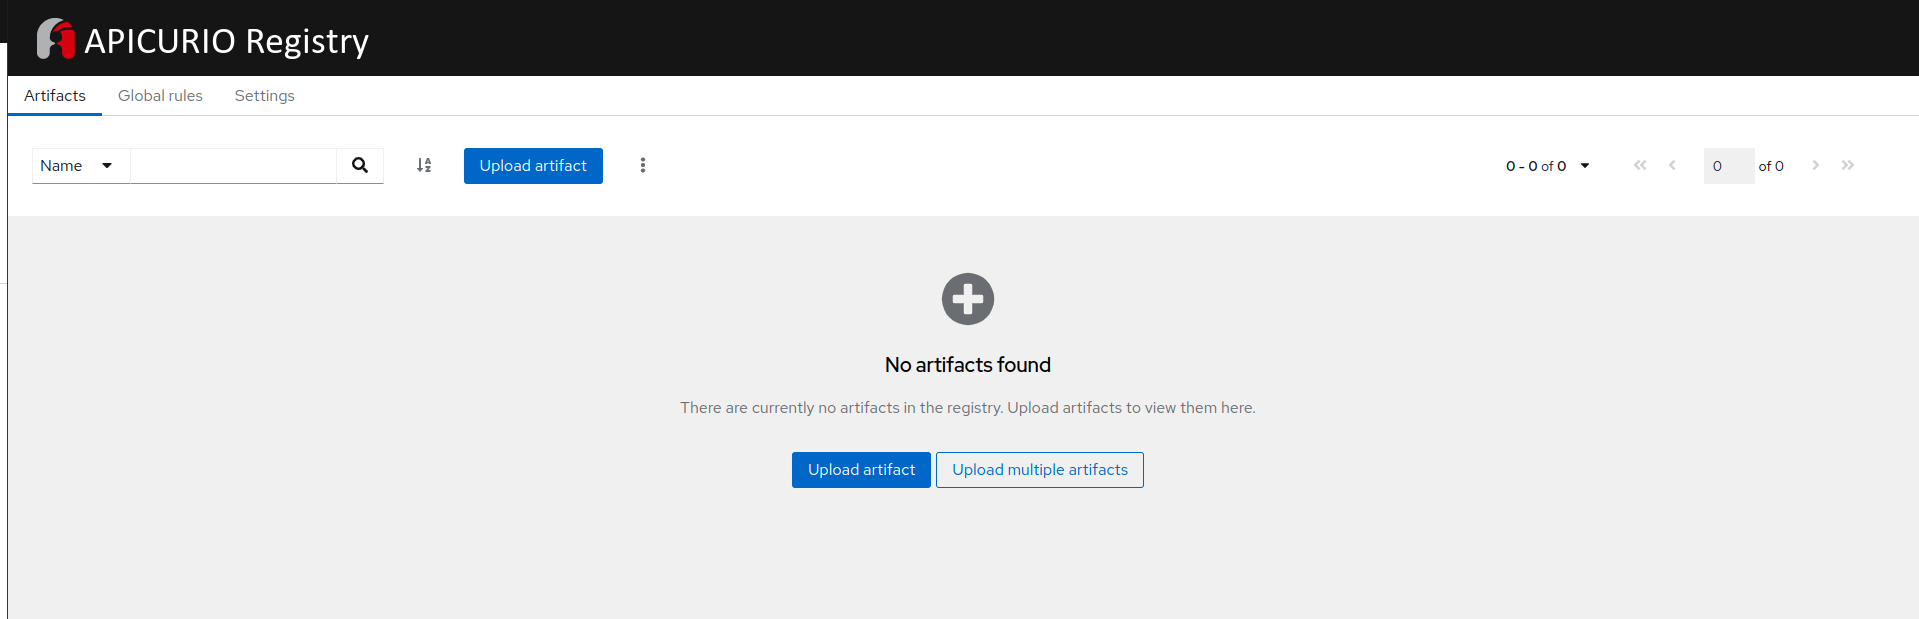 APICURIO Registry
Artifacts Global rules Settings
Name Upload artifact 0 - 0 of 0 0 of 0
No artifacts found
There are currently no artifacts in the registry. Upload artifacts to view them here.
Upload artifact Upload multiple artifacts